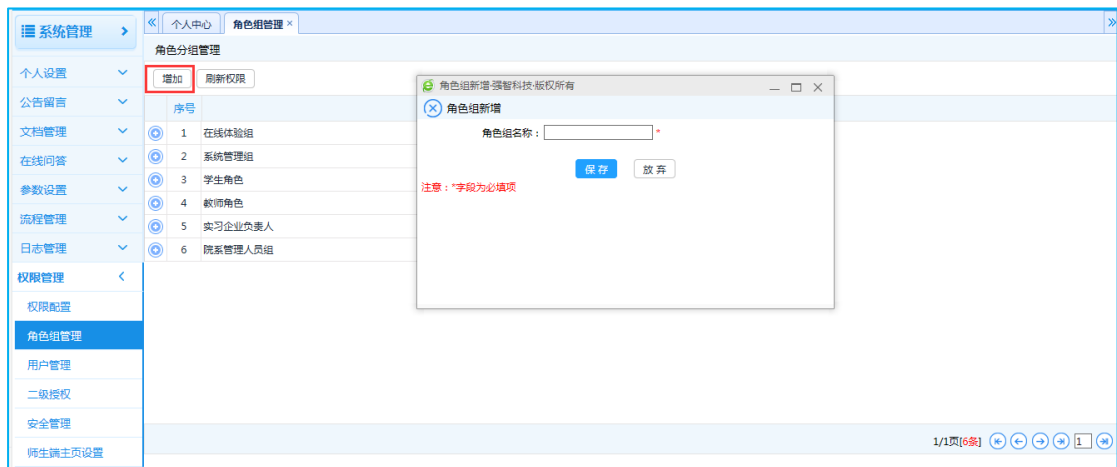 系统管理
个人中心 角色组管理 ×
角色分组管理
增加 刷新权限
序号
1 在线体验组
2 系统管理组
3 学生角色
4 教师角色
5 实习企业负责人
6 院系管理人员组
个人设置
公告留言
文档管理
在线问答
参数设置
流程管理
日志管理
权限管理
权限配置
角色组管理
用户管理
二级授权
安全管理
师生端主页设置
角色组新增-强智科技-版权所有
角色组新增
角色组名称： *
保存 放弃
注意：*字段为必填项
1/1页[6条] 1